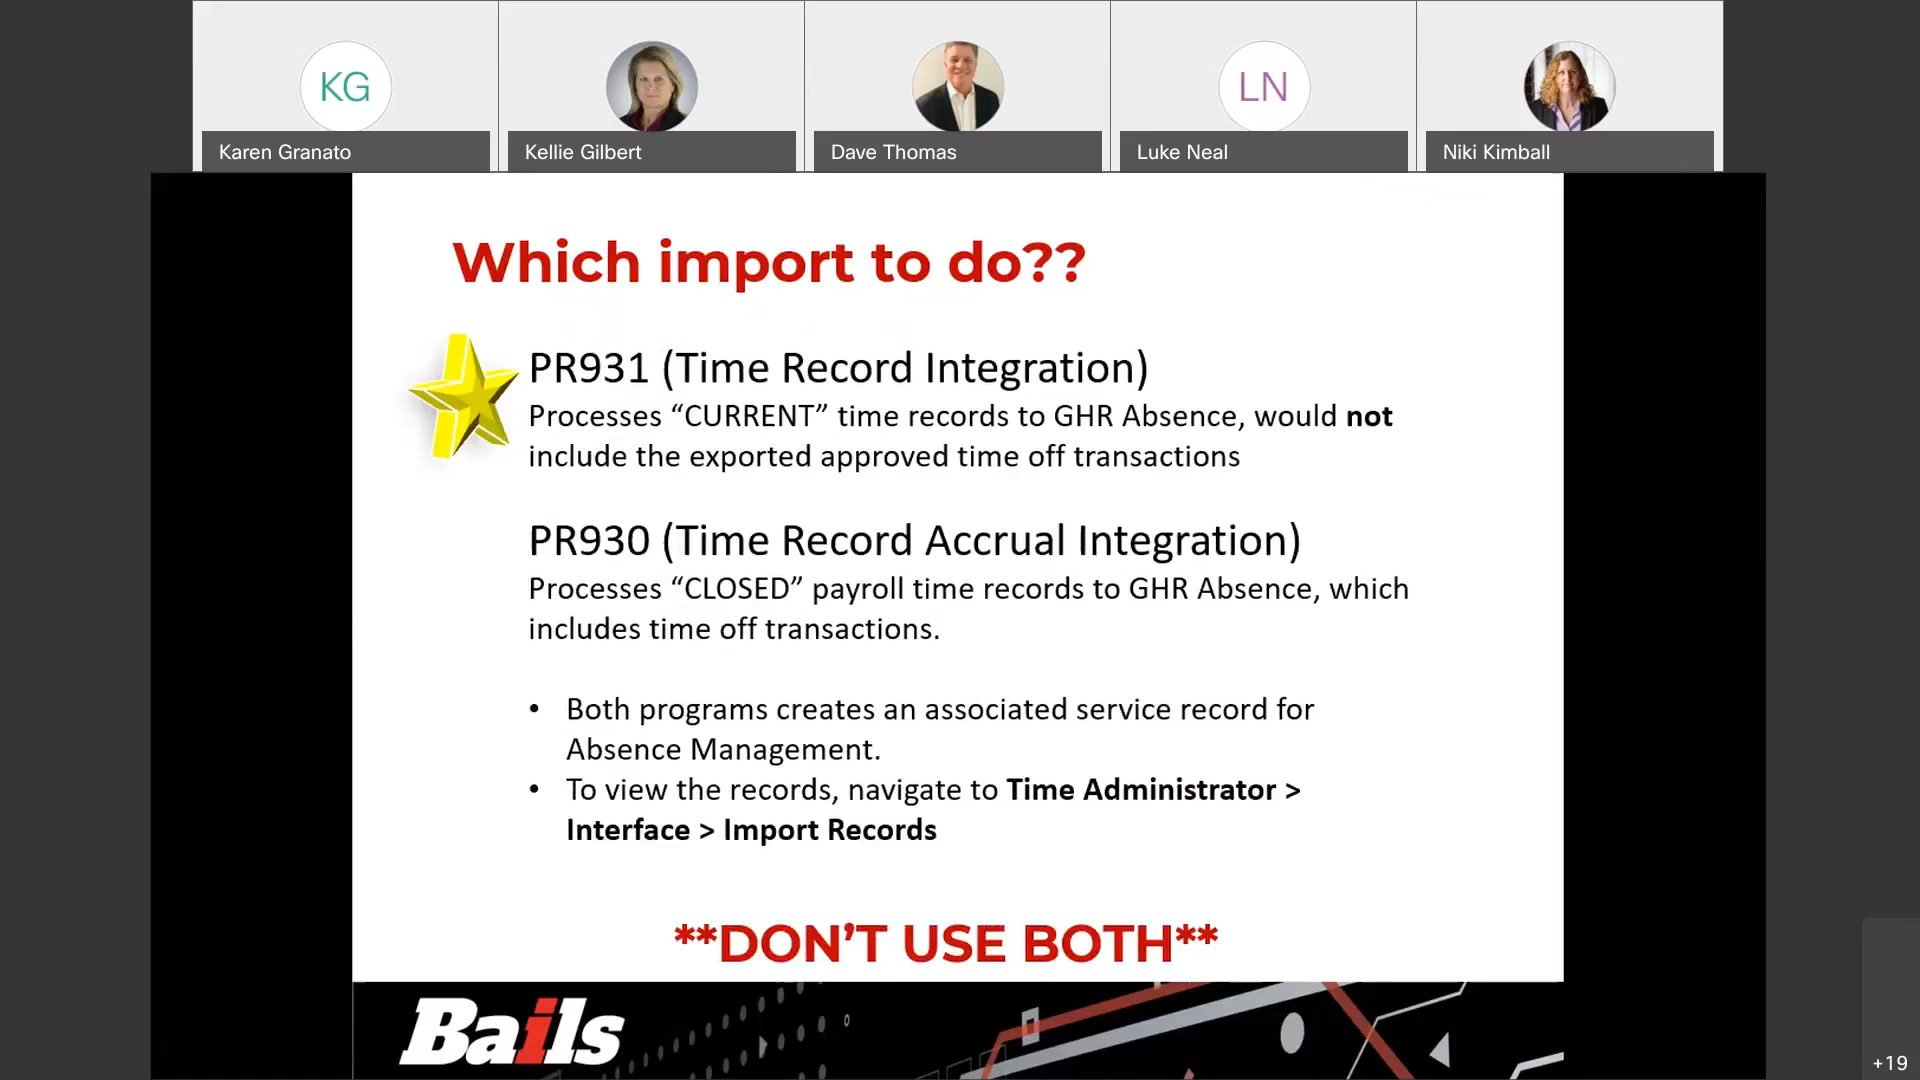 KG
LN
Karen Granato
Kellie Gilbert
Dave Thomas
Luke Neal
Niki Kimball
Which import to do??
PR931 (Time Record Integration)
Processes “CURRENT” time records to GHR Absence, would not
include the exported approved time off transactions
PR930 (Time Record Accrual Integration)
Processes “CLOSED” payroll time records to GHR Absence, which
includes time off transactions.
• Both programs creates an associated service record for
Absence Management.
• To view the records, navigate to Time Administrator >
Interface > Import Records
**DON’T USE BOTH**
Bails
+19